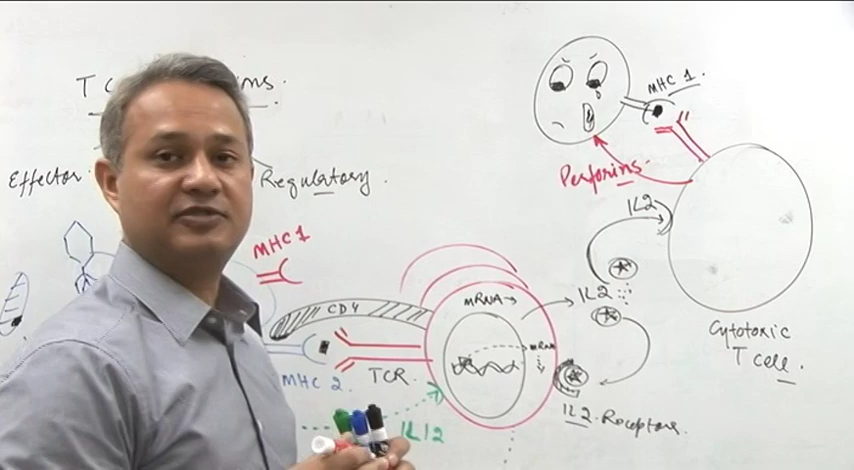 T c ns.
Effector
Regulatory.
MHC 1
CD4
MHC 2
TCR
IL12
mRNA→
mRNA
IL2
IL2
IL2 Receptors.
Perforins
MHC 1.
Cytotoxic
T cell.